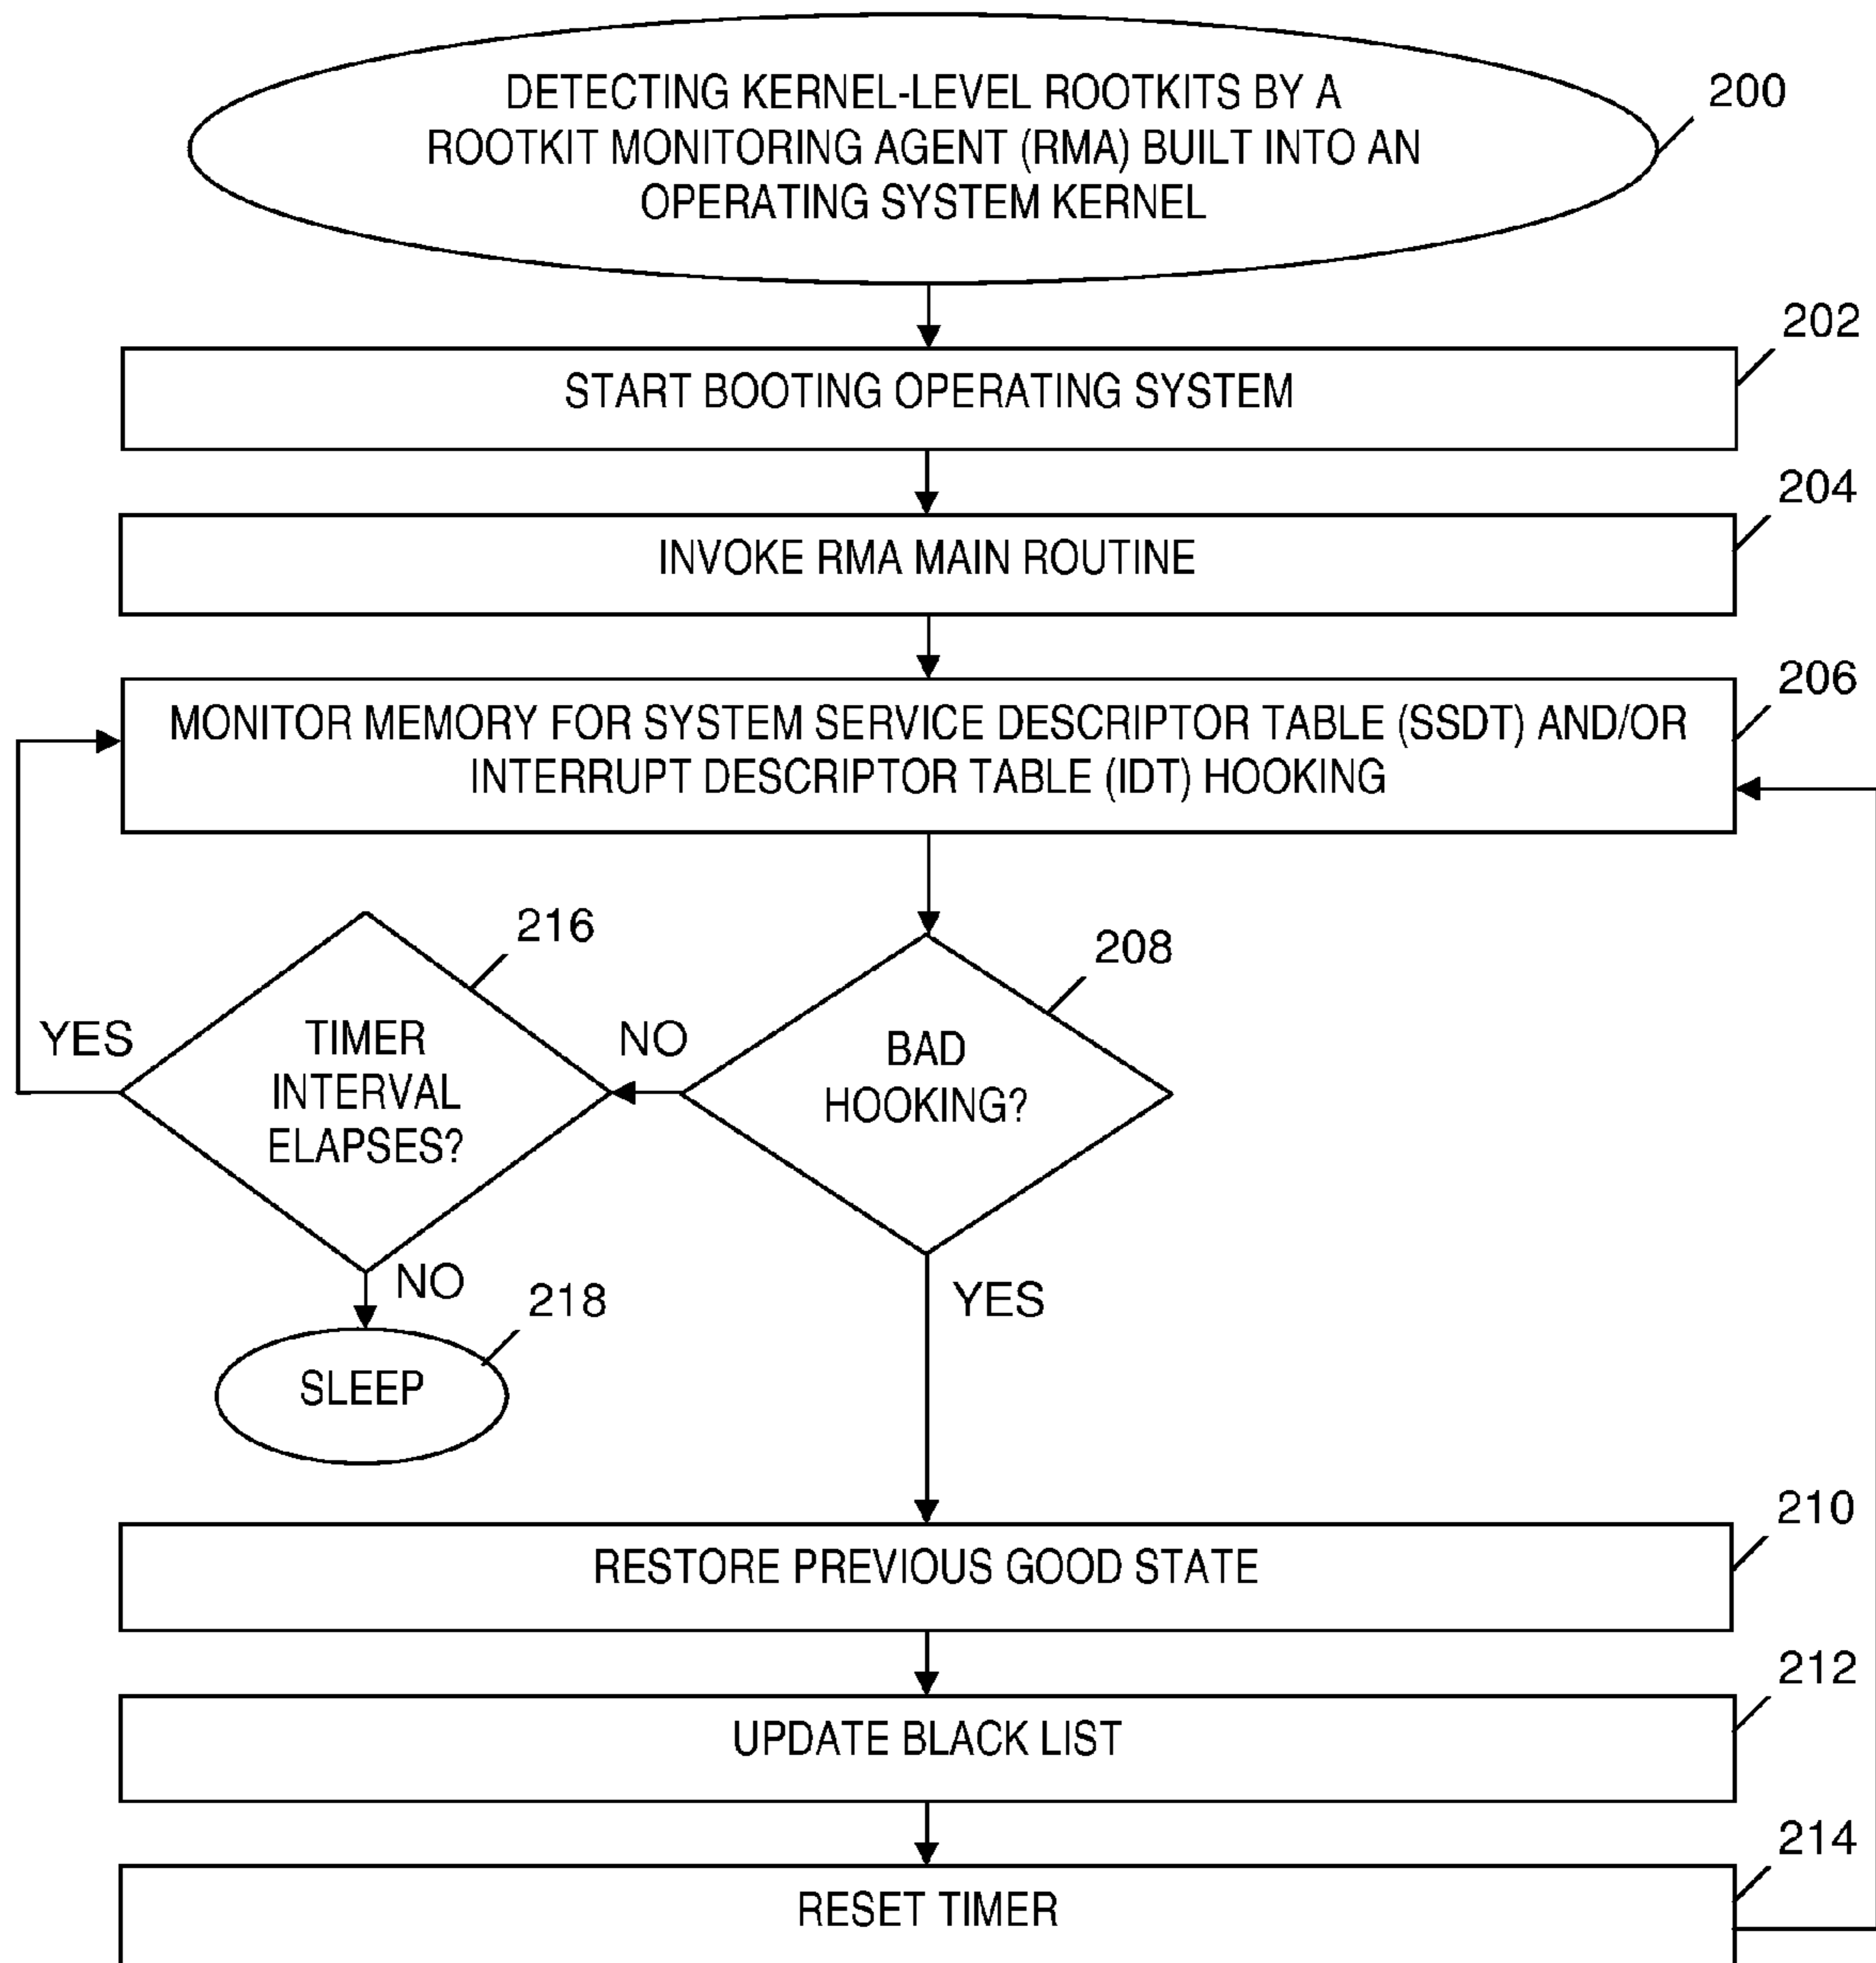 DETECTING KERNEL-LEVEL ROOTKITS BY A
ROOTKIT MONITORING AGENT (RMA) BUILT INTO AN
OPERATING SYSTEM KERNEL
200
202
START BOOTING OPERATING SYSTEM
204
INVOKE RMA MAIN ROUTINE
206
MONITOR MEMORY FOR SYSTEM SERVICE DESCRIPTOR TABLE (SSDT) AND/OR
INTERRUPT DESCRIPTOR TABLE (IDT) HOOKING
216
208
YES
TIMER
INTERVAL
ELAPSES?
NO
BAD
HOOKING?
NO
218
YES
SLEEP
210
RESTORE PREVIOUS GOOD STATE
212
UPDATE BLACK LIST
214
RESET TIMER